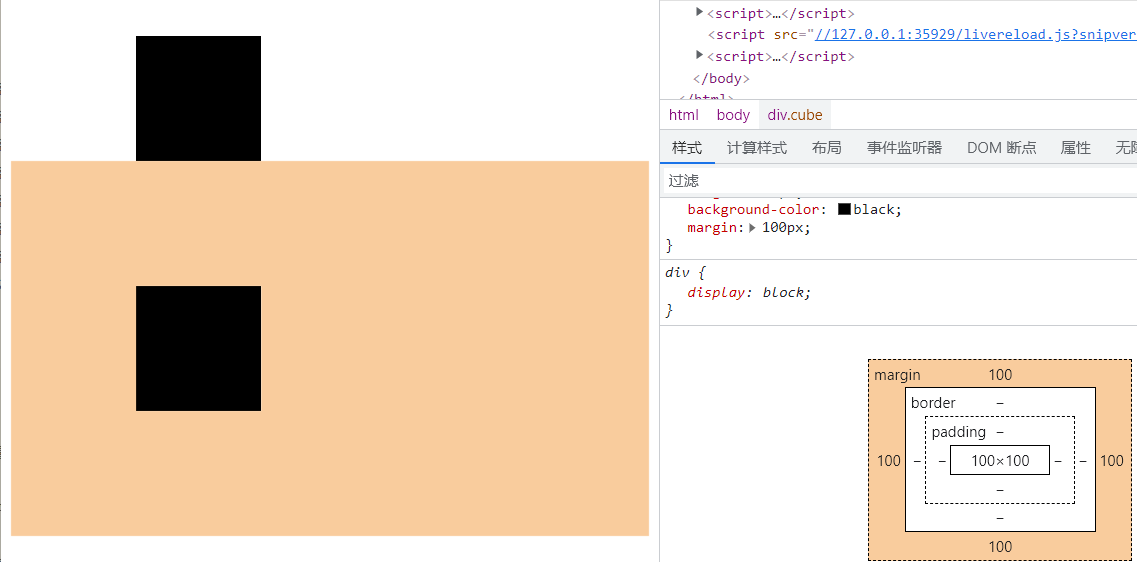 <script>…</script>
<script src="//127.0.0.1:35929/livereload.js?snipver
<script>…</script>
</body>
</html>
html body div.cube
样式 计算样式 布局 事件监听器 DOM 断点 属性
过滤
background-color: black;
margin: 100px;
}
div {
display: block;
}
margin 100
border –
padding –
100 – – 100×100 – – 100
–
–
100